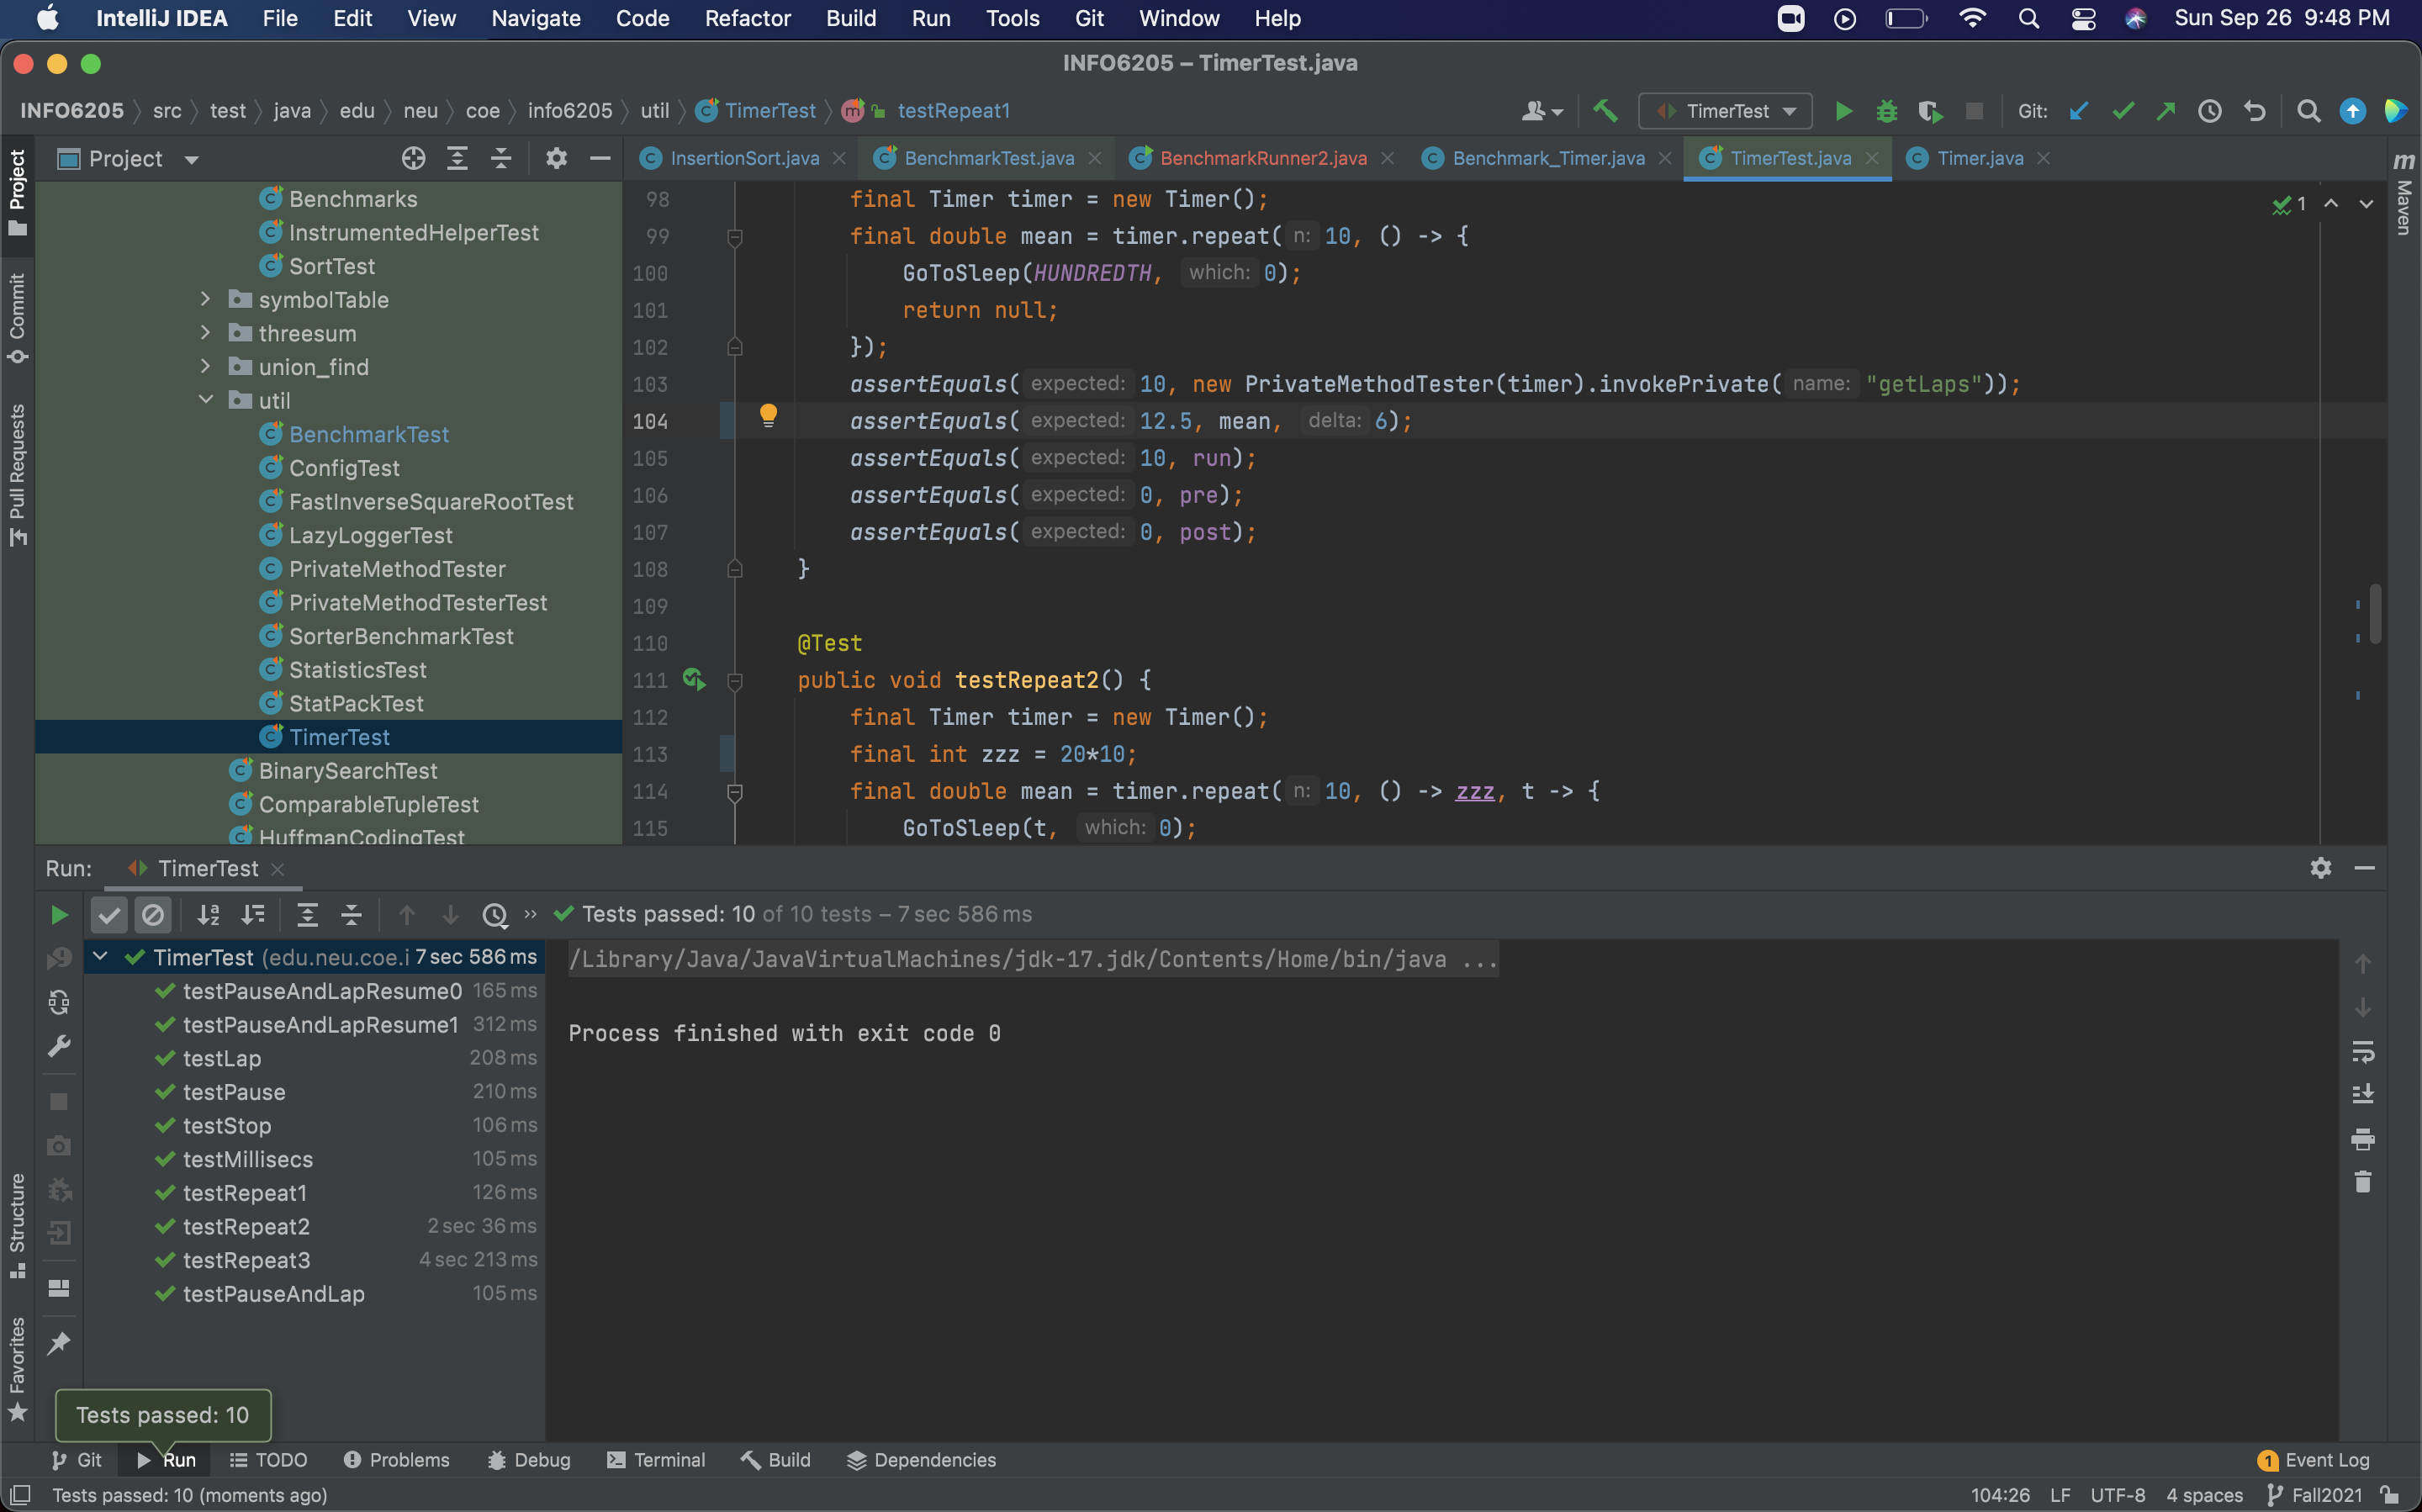 IntelliJ IDEA File Edit View Navigate Code Refactor Build Run Tools Git Window Help Sun Sep 26 9:48 PM
INFO6205 – TimerTest.java
INFO6205 src test java edu neu coe info6205 util TimerTest testRepeat1 TimerTest Git:
Project
InsertionSort.java BenchmarkTest.java BenchmarkRunner2.java Benchmark_Timer.java TimerTest.java Timer.java
Project
Commit
Pull Requests
Structure
Favorites
Maven
Benchmarks
InstrumentedHelperTest
SortTest
symbolTable
threesum
union_find
util
BenchmarkTest
ConfigTest
FastInverseSquareRootTest
LazyLoggerTest
PrivateMethodTester
PrivateMethodTesterTest
SorterBenchmarkTest
StatisticsTest
StatPackTest
TimerTest
BinarySearchTest
ComparableTupleTest
HuffmanCodingTest
1
98 final Timer timer = new Timer();
99 final double mean = timer.repeat( n: 10, () -> {
100 GoToSleep(HUNDREDTH, which: 0);
101 return null;
102 });
103 assertEquals( expected: 10, new PrivateMethodTester(timer).invokePrivate( name: "getLaps"));
104 assertEquals( expected: 12.5, mean, delta: 6);
105 assertEquals( expected: 10, run);
106 assertEquals( expected: 0, pre);
107 assertEquals( expected: 0, post);
108 }
109
110 @Test
111 public void testRepeat2() {
112 final Timer timer = new Timer();
113 final int zzz = 20*10;
114 final double mean = timer.repeat( n: 10, () -> zzz, t -> {
115 GoToSleep(t, which: 0);
Run: TimerTest
Tests passed: 10 of 10 tests – 7 sec 586 ms
TimerTest (edu.neu.coe.i 7 sec 586 ms
testPauseAndLapResume0 165 ms
testPauseAndLapResume1 312 ms
testLap 208 ms
testPause 210 ms
testStop 106 ms
testMillisecs 105 ms
testRepeat1 126 ms
testRepeat2 2 sec 36 ms
testRepeat3 4 sec 213 ms
testPauseAndLap 105 ms
/Library/Java/JavaVirtualMachines/jdk-17.jdk/Contents/Home/bin/java ...
Process finished with exit code 0
Tests passed: 10
Git Run TODO Problems Debug Terminal Build Dependencies 1 Event Log
Tests passed: 10 (moments ago) 104:26 LF UTF-8 4 spaces Fall2021